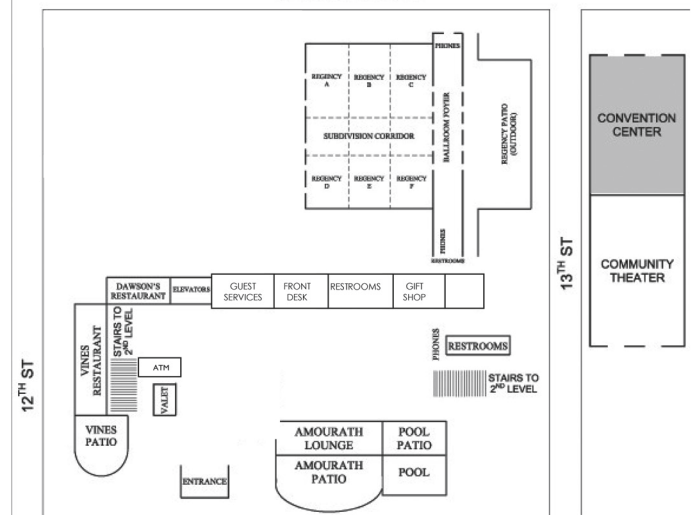 PHONES
REGENCY
A
REGENCY
B
REGENCY
C
SUBDIVISION CORRIDOR
REGENCY
D
REGENCY
E
REGENCY
F
BALLROOM FOYER
REGENCY PATIO
(OUTDOOR)
PHONES
RESTROOMS
CONVENTION
CENTER
COMMUNITY
THEATER
13TH ST
12TH ST
DAWSON'S
RESTAURANT
ELEVATORS
GUEST
SERVICES
FRONT
DESK
RESTROOMS
GIFT
SHOP
VINES
RESTAURANT
STAIRS TO
2ND LEVEL
ATM
VALET
VINES
PATIO
PHONES
RESTROOMS
STAIRS TO
2ND LEVEL
AMOURATH
LOUNGE
POOL
PATIO
AMOURATH
PATIO
POOL
ENTRANCE